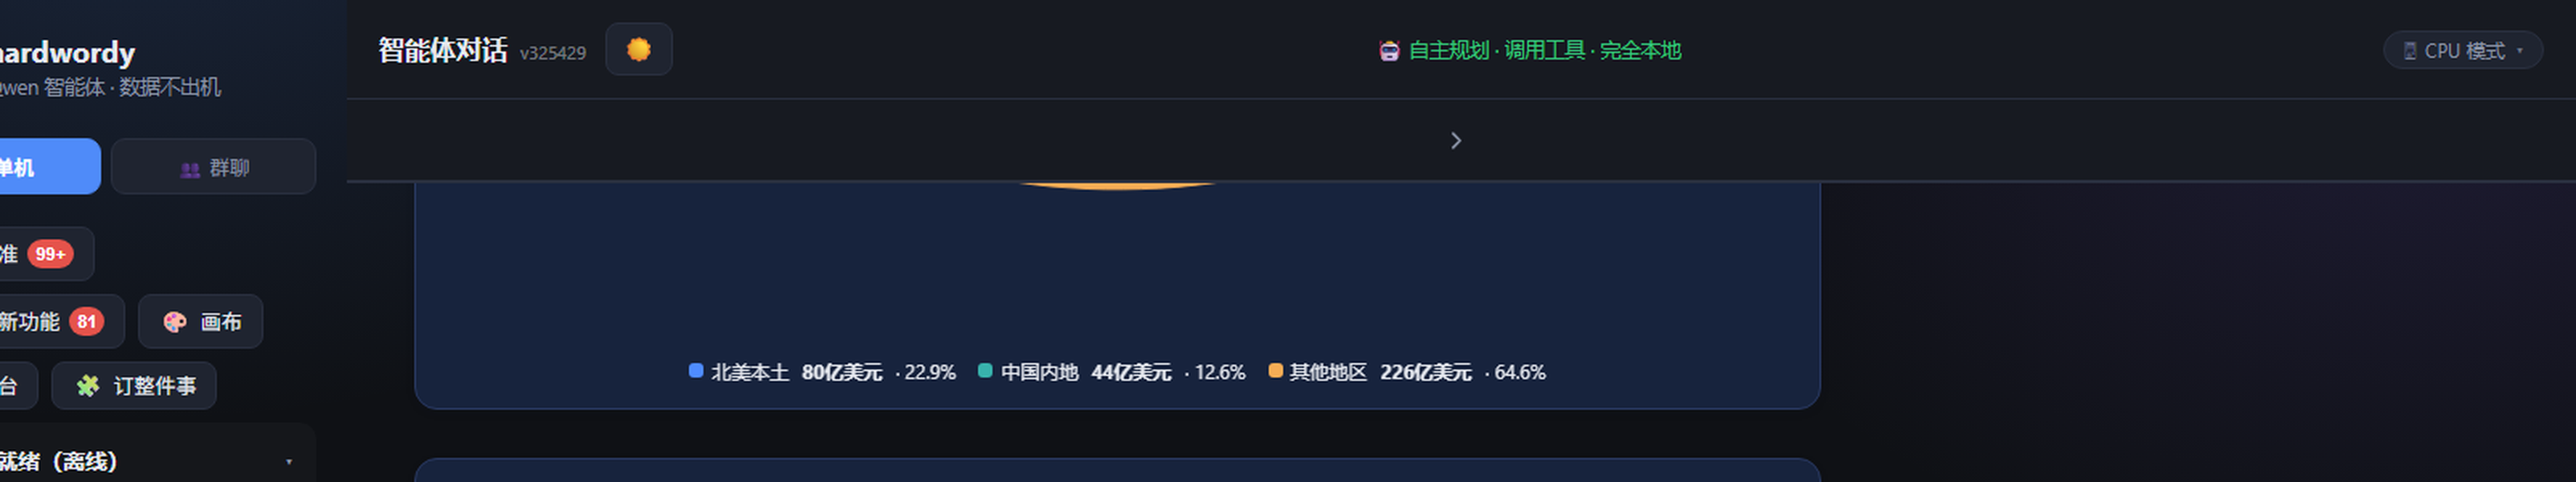 hardwordy
Qwen 智能体 · 数据不出机
单机
群聊
准 99+
新功能 81
画布
台
订整件事
就绪（离线）
智能体对话 v325429
自主规划 · 调用工具 · 完全本地
CPU 模式
北美本土 80亿美元 · 22.9% 中国内地 44亿美元 · 12.6% 其他地区 226亿美元 · 64.6%